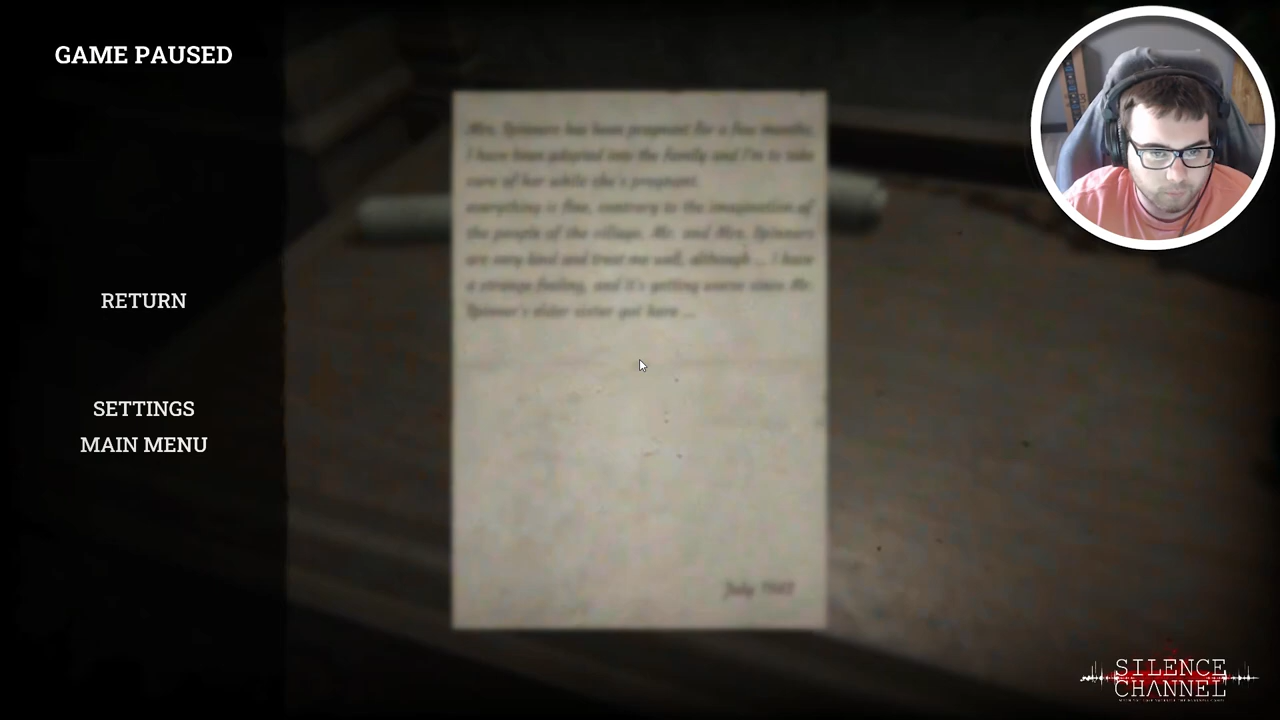 GAME PAUSED
RETURN
SETTINGS
MAIN MENU
Mrs. Spinners has been pregnant for a few months.
I have been adopted into the family and I'm to take
care of her while she's pregnant.
everything is fine, contrary to the imagination of
the people of the village. Mr. and Mrs. Spinners
are very kind and treat me well, although ... I have
a strange feeling, and it's getting worse since Mr.
Spinner's elder sister got here ...
July
SILENCE
CHANNEL